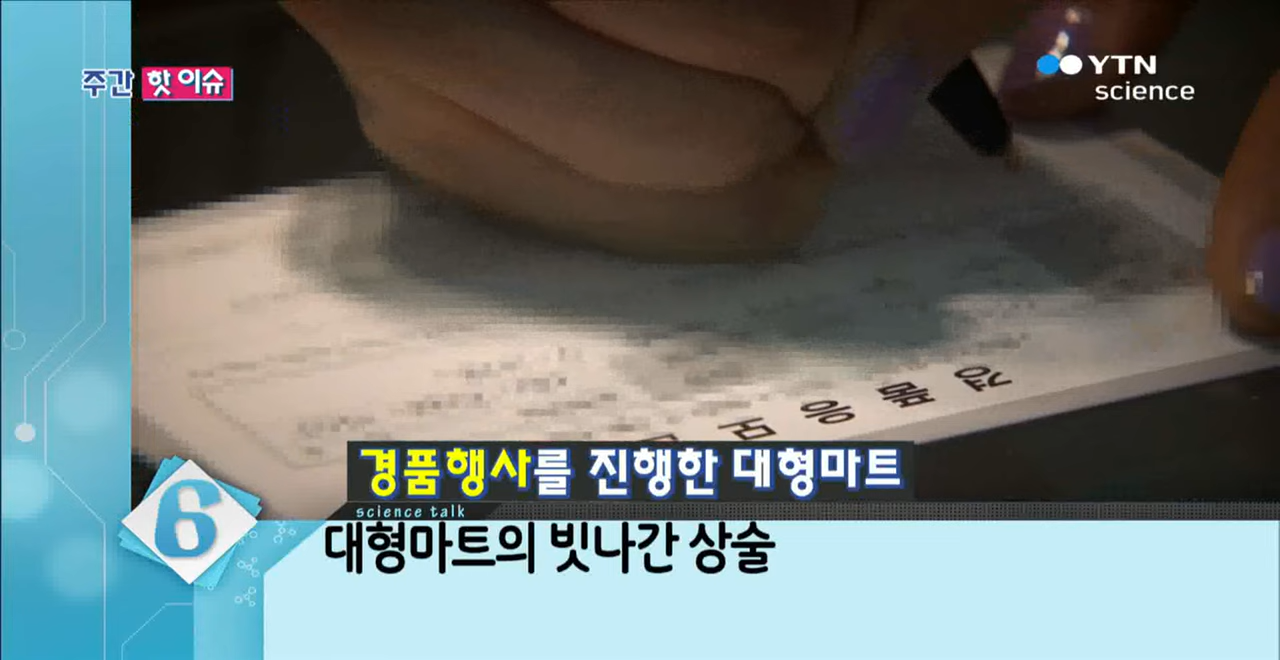 주간 핫이슈
YTN
science
경품행사를 진행한 대형마트
science talk
6
대형마트의 빗나간 상술